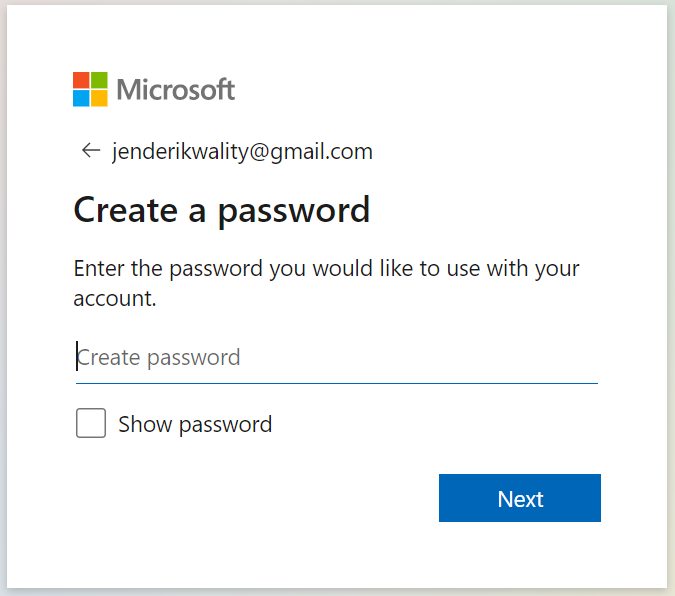 Microsoft
jenderikwality@gmail.com
Create a password
Enter the password you would like to use with your
account.
Create password
Show password
Next